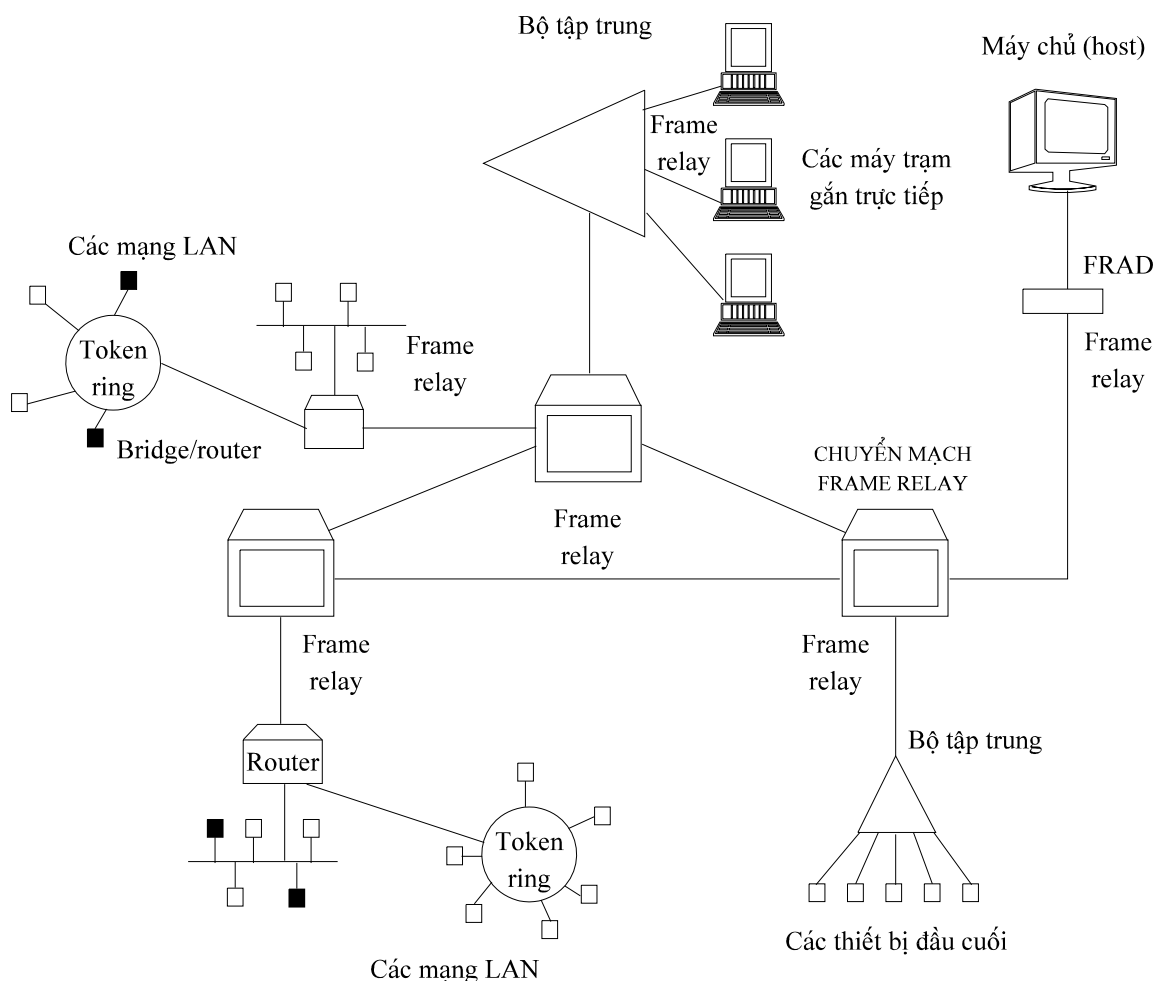 Bộ tập trung
Máy chủ (host)
Frame
relay
Các máy trạm
gắn trực tiếp
Các mạng LAN
FRAD
Token
ring
Frame
relay
Frame
relay
Bridge/router
CHUYỂN MẠCH
FRAME RELAY
Frame
relay
Frame
relay
Frame
relay
Bộ tập trung
Router
Token
ring
Các thiết bị đầu cuối
Các mạng LAN